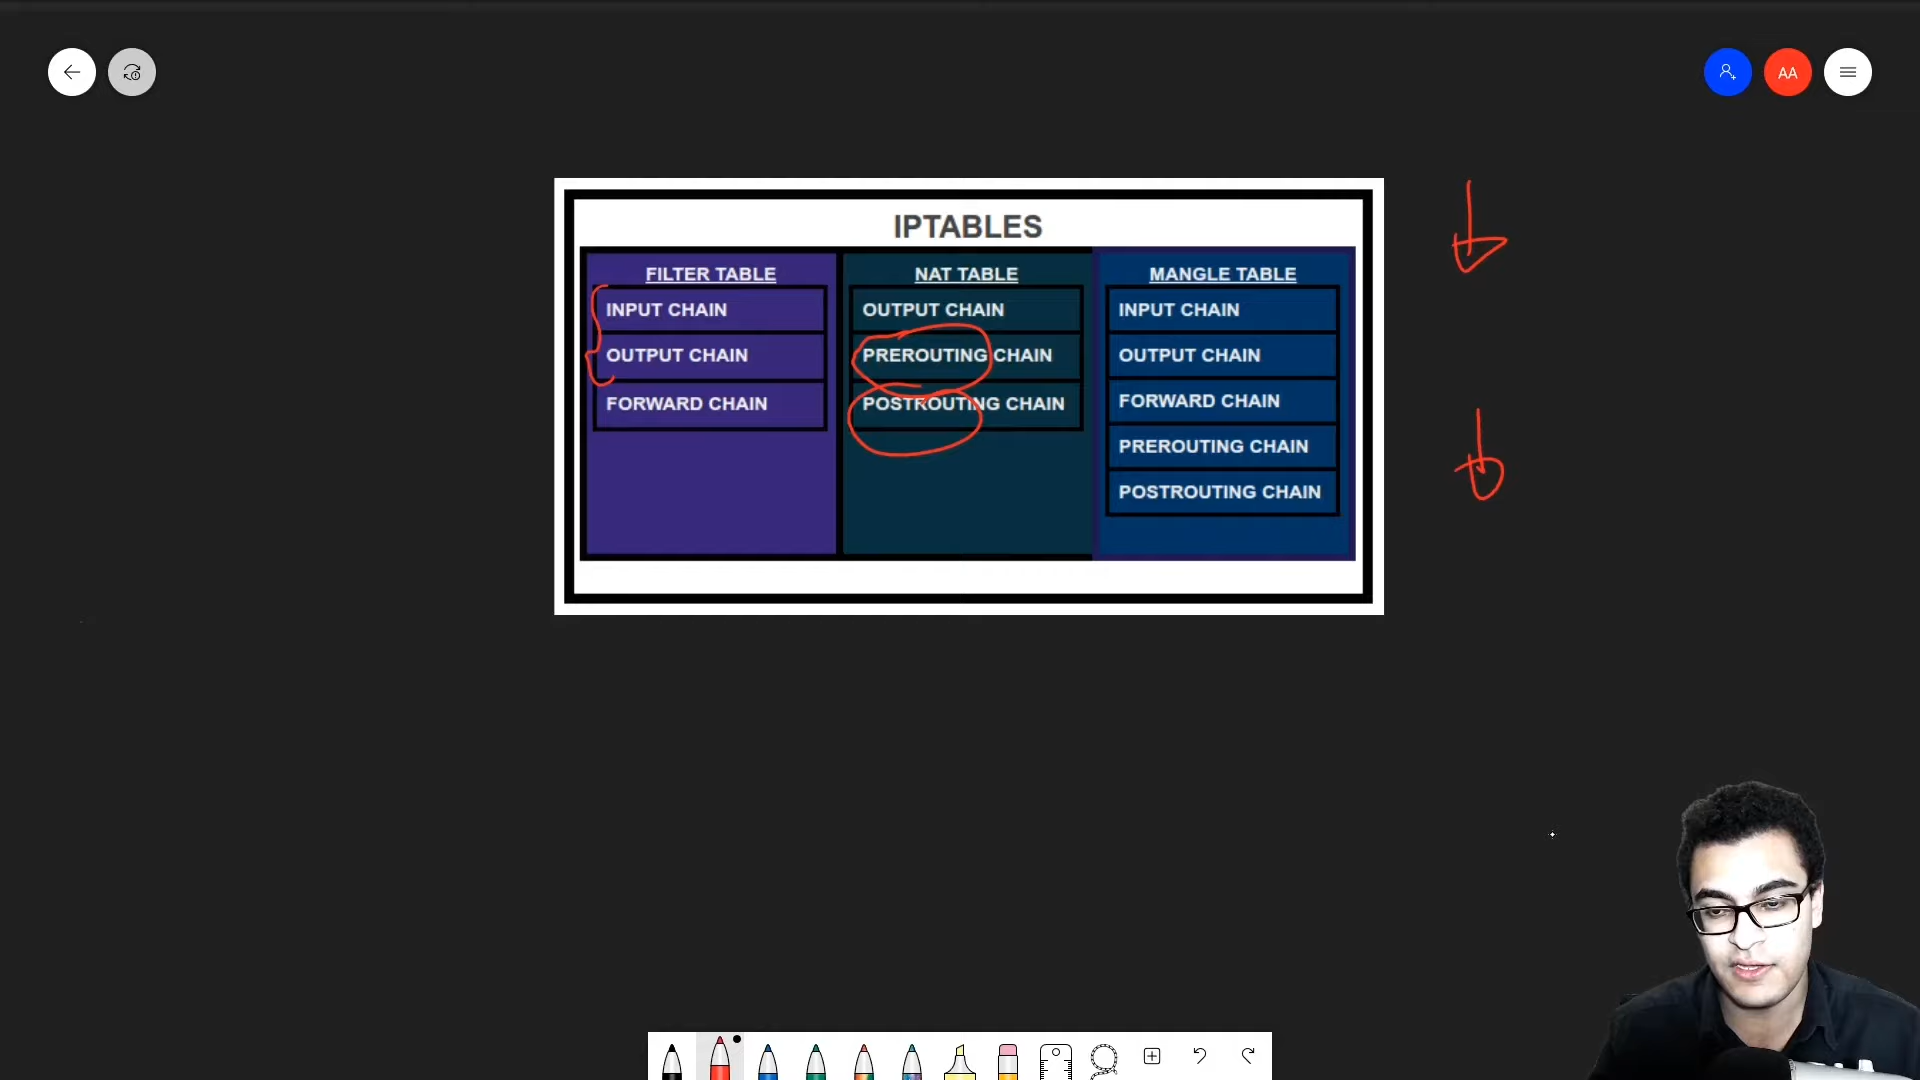 AA
IPTABLES
FILTER TABLE
INPUT CHAIN
OUTPUT CHAIN
FORWARD CHAIN
NAT TABLE
OUTPUT CHAIN
PREROUTING CHAIN
POSTROUTING CHAIN
MANGLE TABLE
INPUT CHAIN
OUTPUT CHAIN
FORWARD CHAIN
PREROUTING CHAIN
POSTROUTING CHAIN